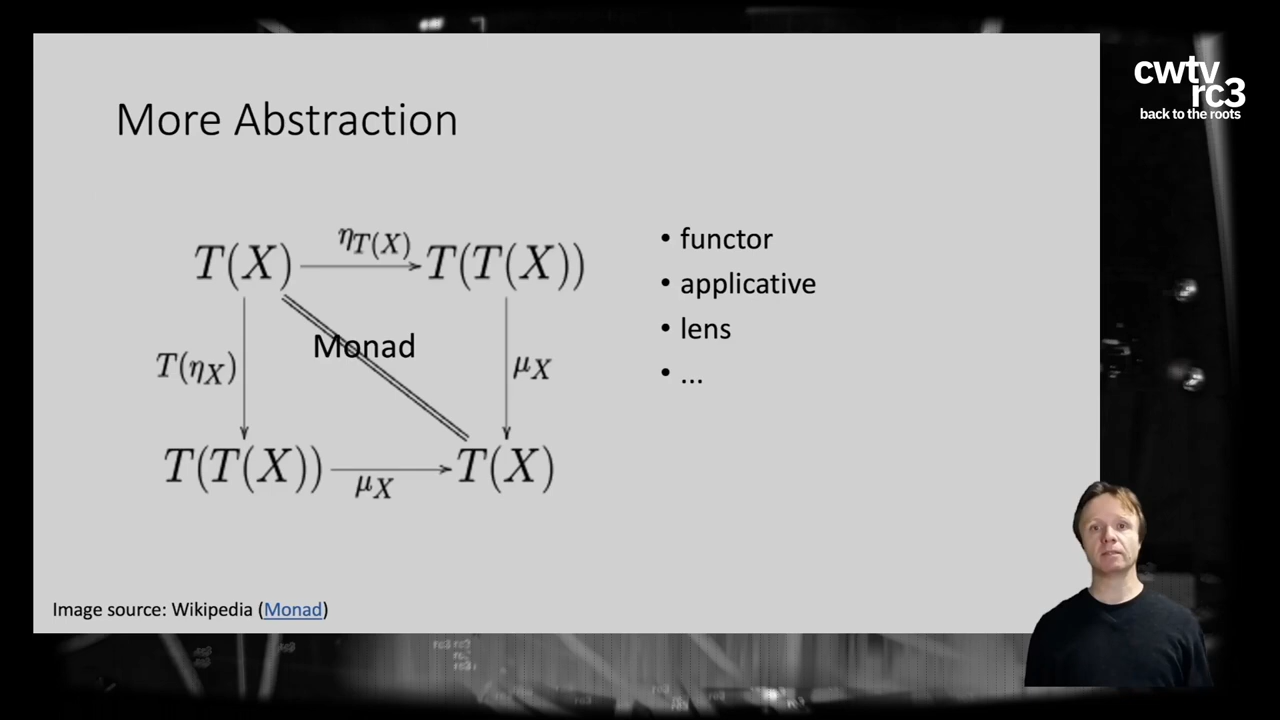 cwtv
rc3
back to the roots
More Abstraction
T(X) η_{T(X)} T(T(X))
T(η_X) Monad μ_X
T(T(X)) μ_X T(X)
• functor
• applicative
• lens
• ...
Image source: Wikipedia (Monad)